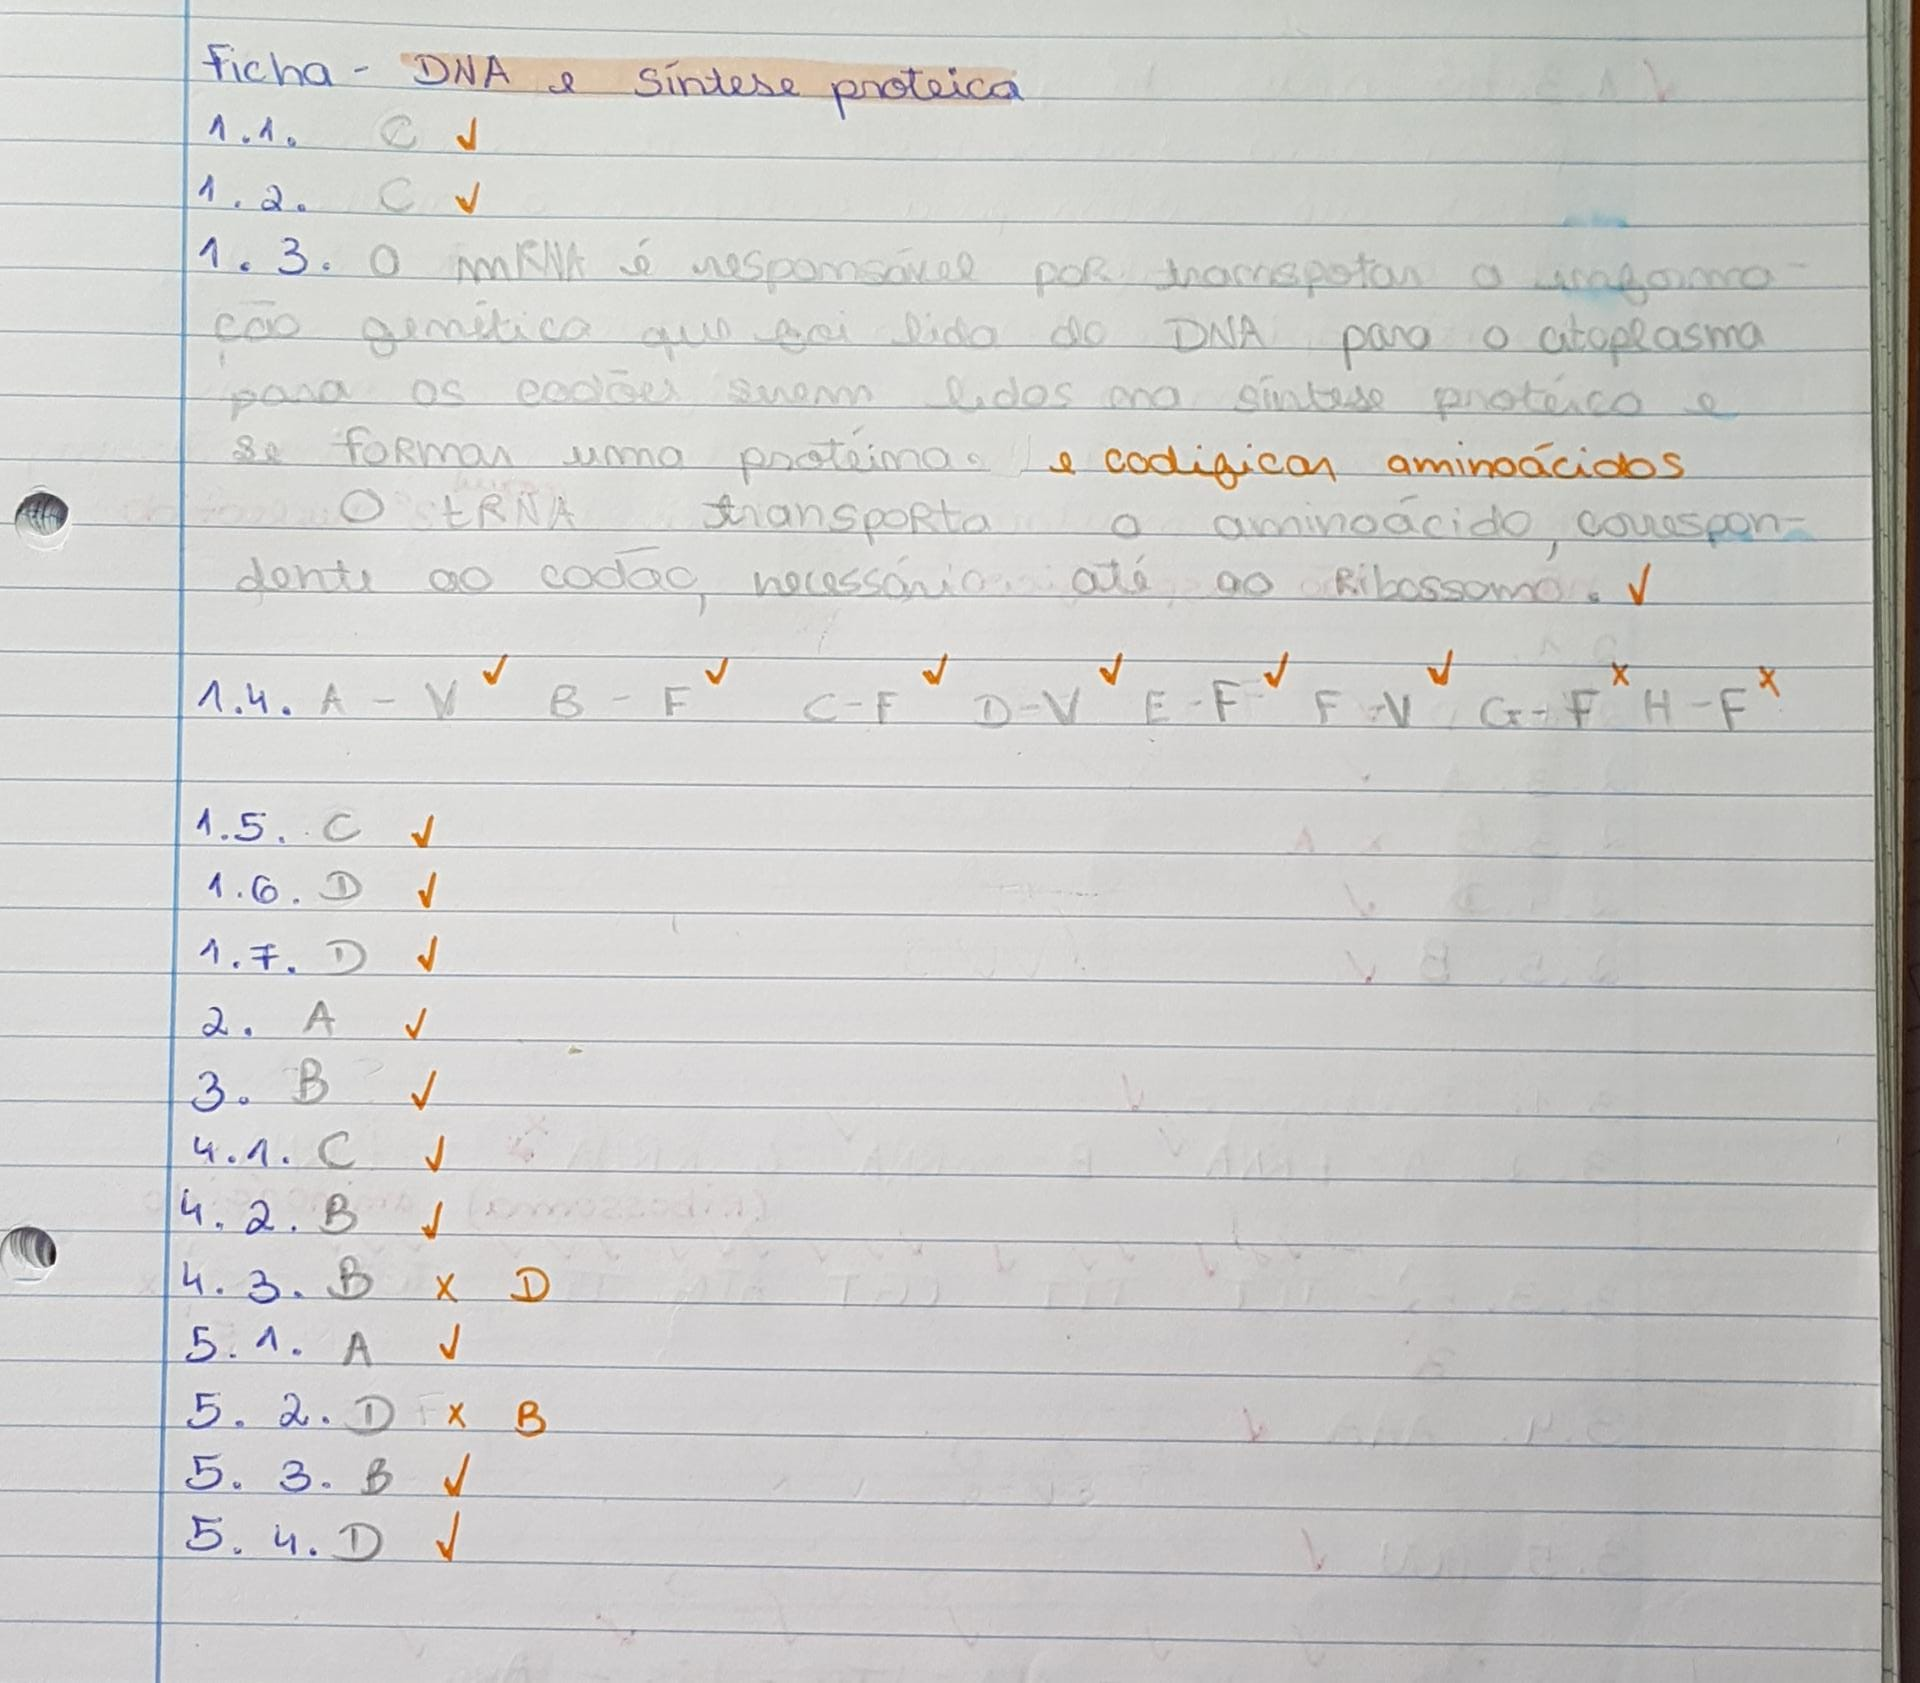 Ficha - DNA e síntese proteica
1.1. C ✓
1.2. C ✓
1.3. O mRNA é responsável por transpotar a informa-
ção genética que foi lida do DNA para o citoplasma
para os codões serem lidos na síntese protéica e
se formar uma protéina. e codificar aminoácidos
O tRNA transporta o aminoácido, correspon-
dente ao codão, necessário até ao Ribossoma. ✓
1.4. A - V ✓ B - F ✓ C - F ✓ D - V ✓ E - F ✓ F - V ✓ G - F x H - F x
1.5. C ✓
1.6. D ✓
1.7. D ✓
2. A ✓
3. B ✓
4.1. C ✓
4.2. B ✓
4.3. B x D
5.1. A ✓
5.2. D x B
5.3. B ✓
5.4. D ✓